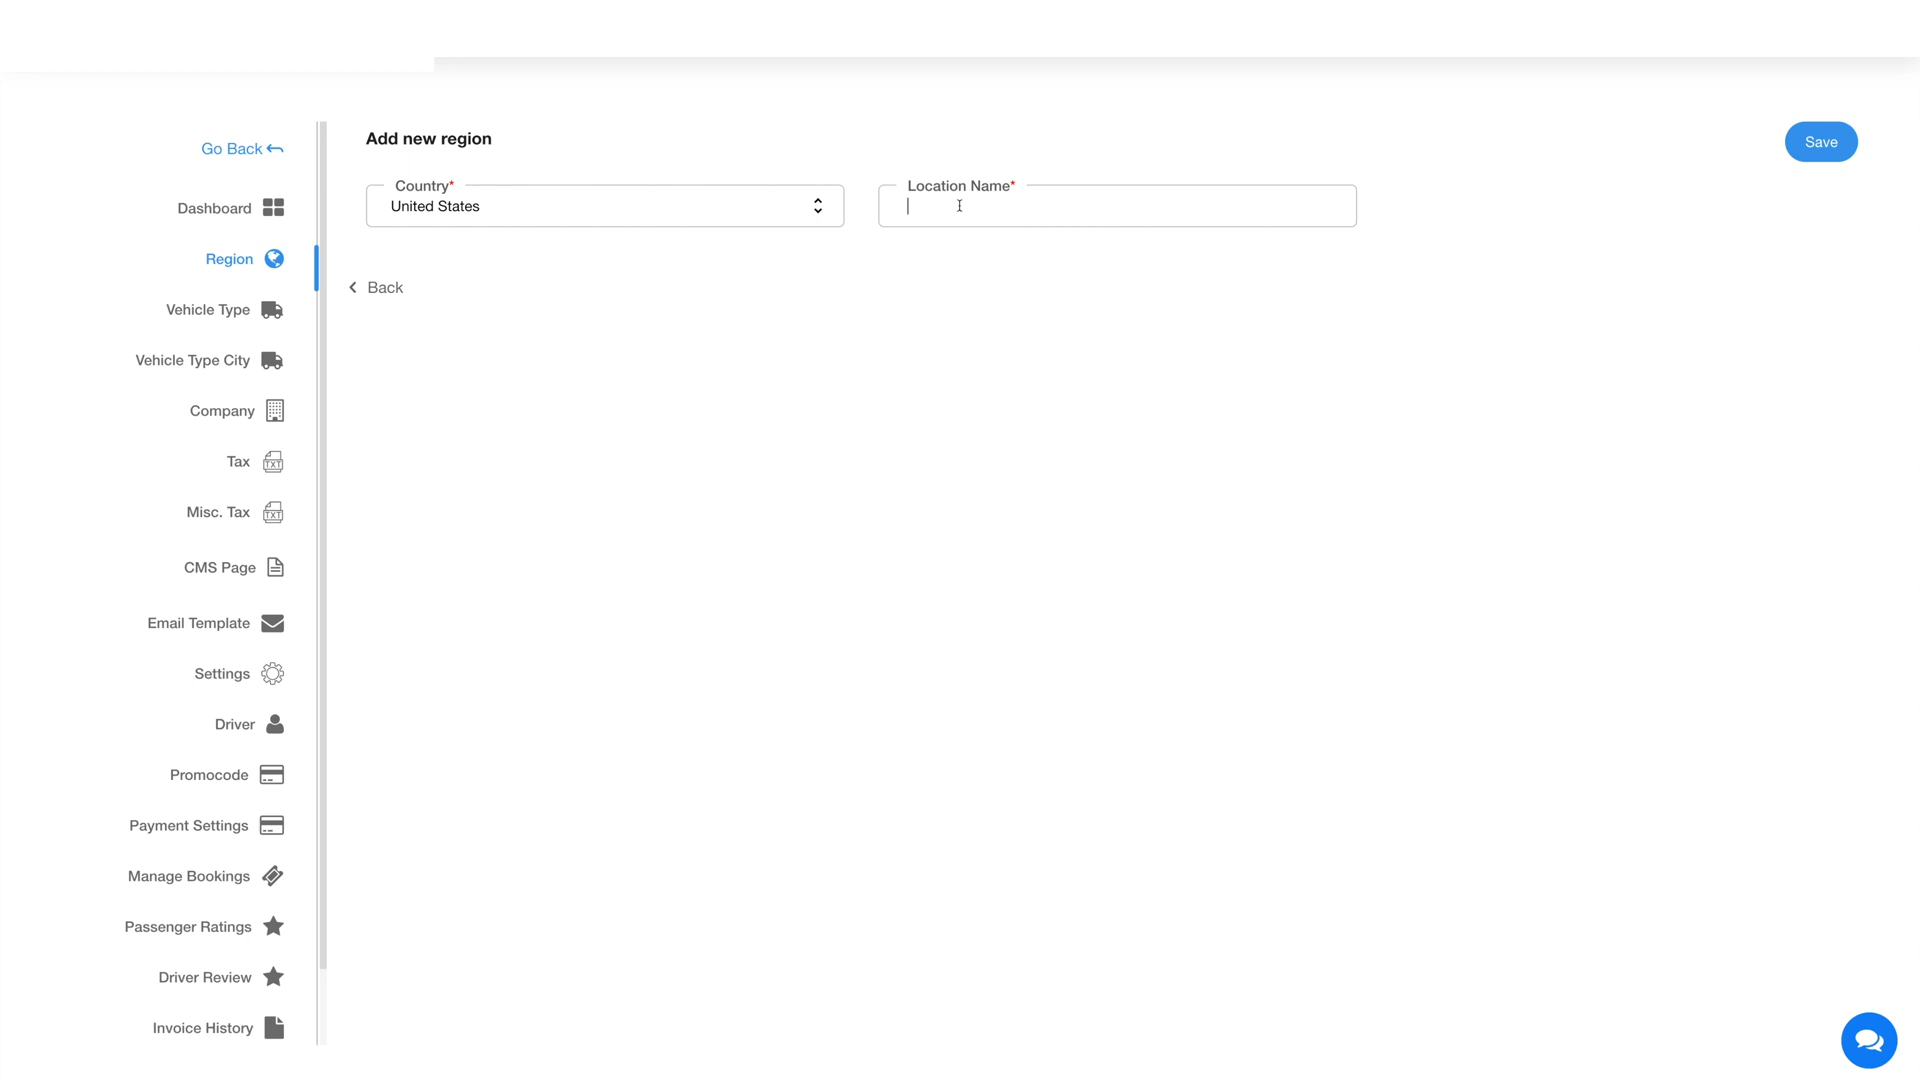 Go Back
Dashboard
Region
Vehicle Type
Vehicle Type City
Company
Tax
TXT
Misc. Tax
TXT
CMS Page
Email Template
Settings
Driver
Promocode
Payment Settings
Manage Bookings
Passenger Ratings
Driver Review
Invoice History
Add new region
Save
Country*
United States
Location Name*
Back